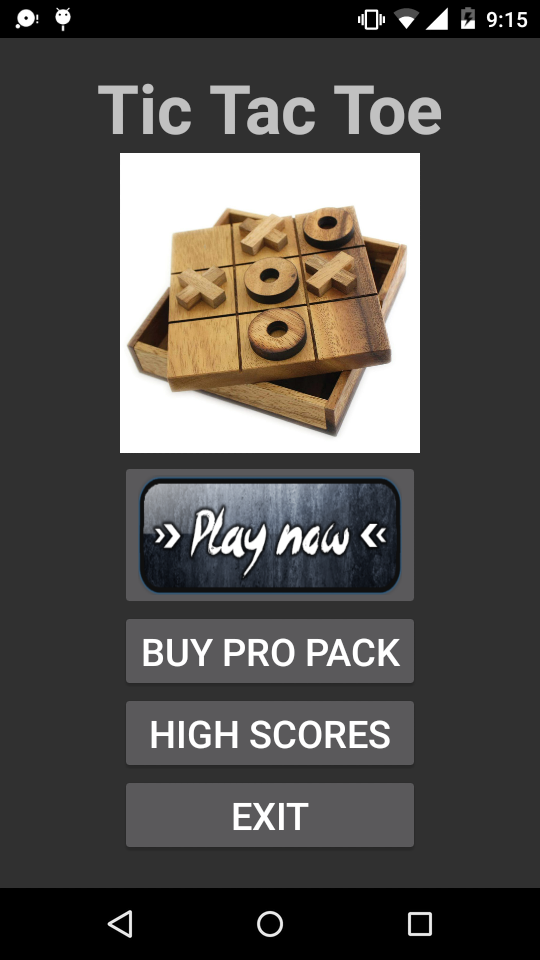 9:15
Tic Tac Toe
» Play now «
BUY PRO PACK
HIGH SCORES
EXIT